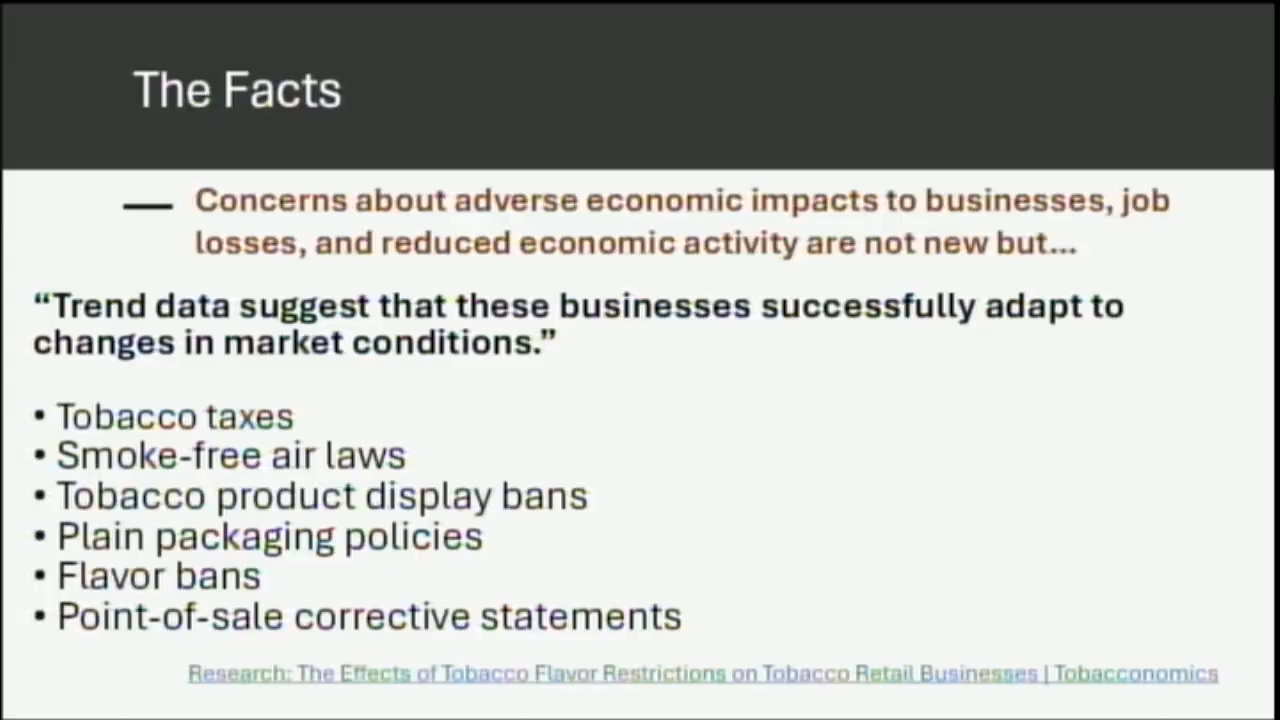 The Facts
Concerns about adverse economic impacts to businesses, job
losses, and reduced economic activity are not new but...
“Trend data suggest that these businesses successfully adapt to
changes in market conditions.”
• Tobacco taxes
• Smoke-free air laws
• Tobacco product display bans
• Plain packaging policies
• Flavor bans
• Point-of-sale corrective statements
Research: The Effects of Tobacco Flavor Restrictions on Tobacco Retail Businesses | Tobacconomics